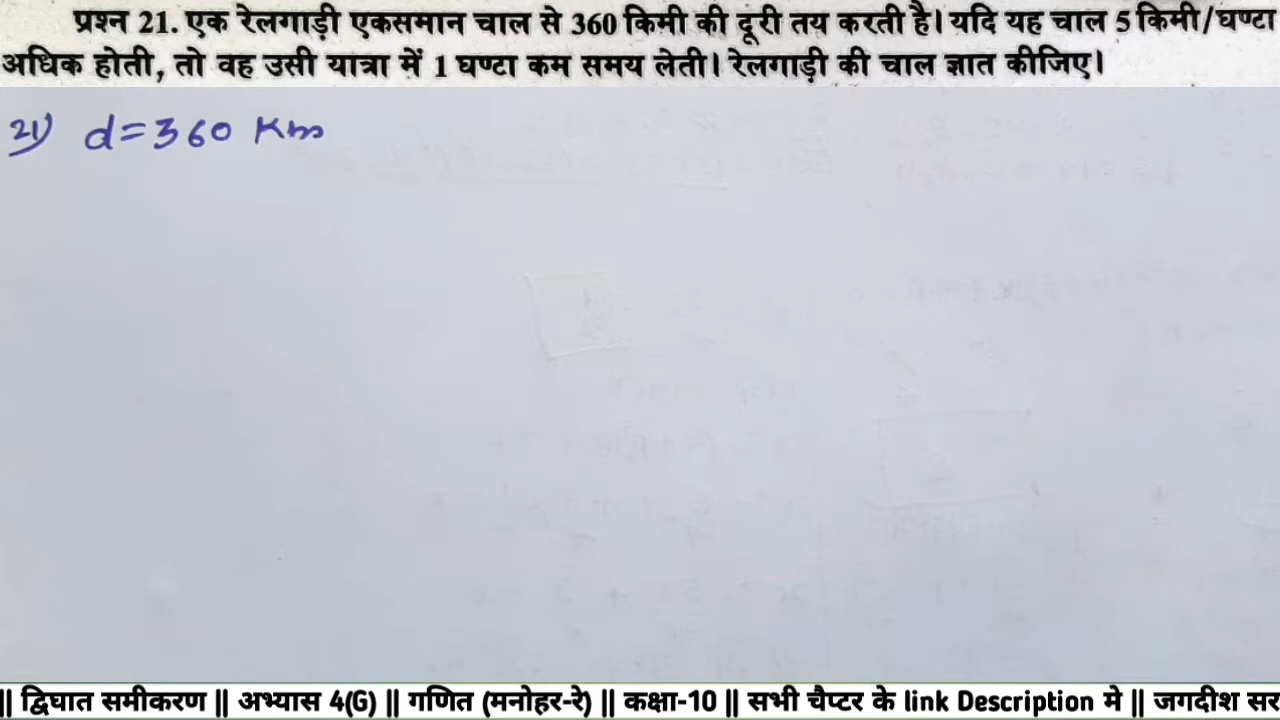 प्रश्न 21. एक रेलगाड़ी एकसमान चाल से 360 किमी की दूरी तय करती है। यदि यह चाल 5 किमी/घण्टा
अधिक होती, तो वह उसी यात्रा में 1 घण्टा कम समय लेती। रेलगाड़ी की चाल ज्ञात कीजिए।
21) d=360 Km
|| द्विघात समीकरण || अभ्यास 4(G) || गणित (मनोहर-रे) || कक्षा-10 || सभी चैप्टर के link Description मे || जगदीश सर